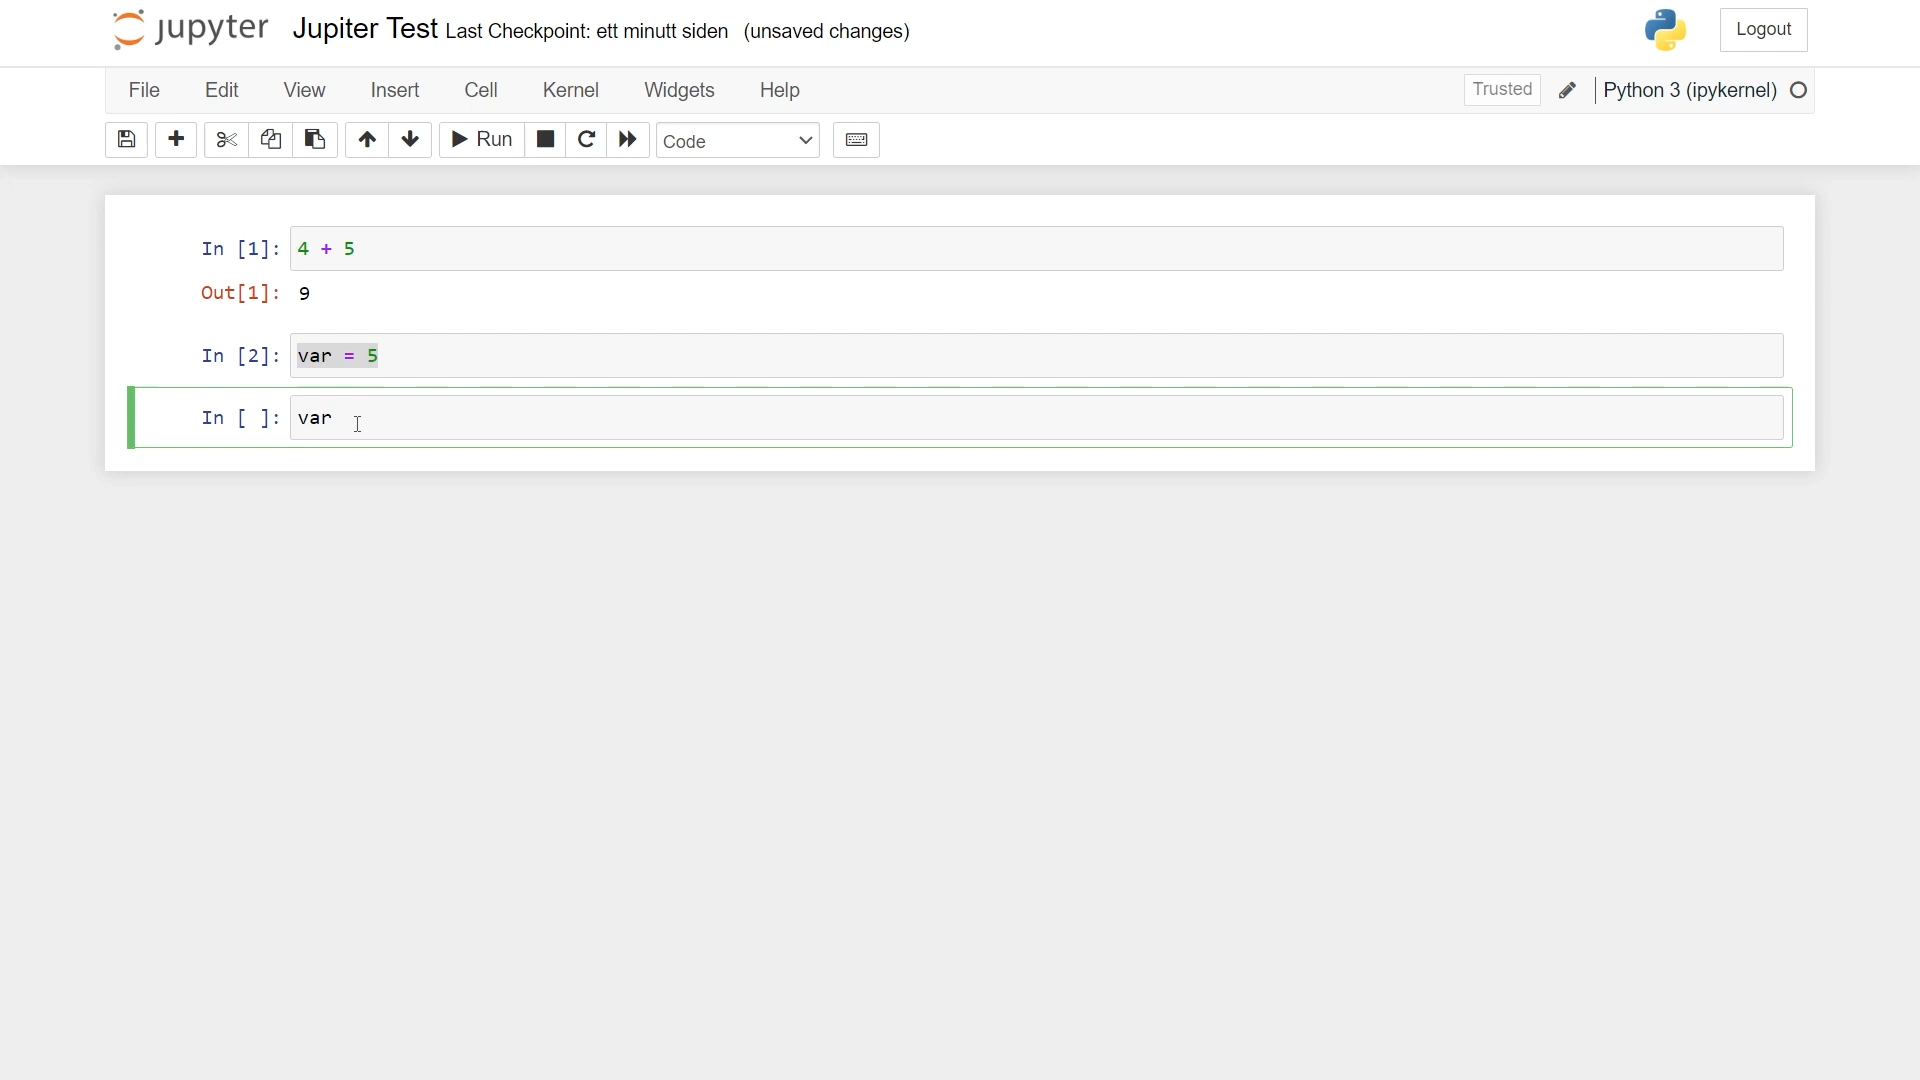 jupyter Jupiter Test Last Checkpoint: ett minutt siden (unsaved changes) Logout
File Edit View Insert Cell Kernel Widgets Help Trusted Python 3 (ipykernel)
Run Code
In [1]: 4 + 5
Out[1]: 9
In [2]: var = 5
In [ ]: var